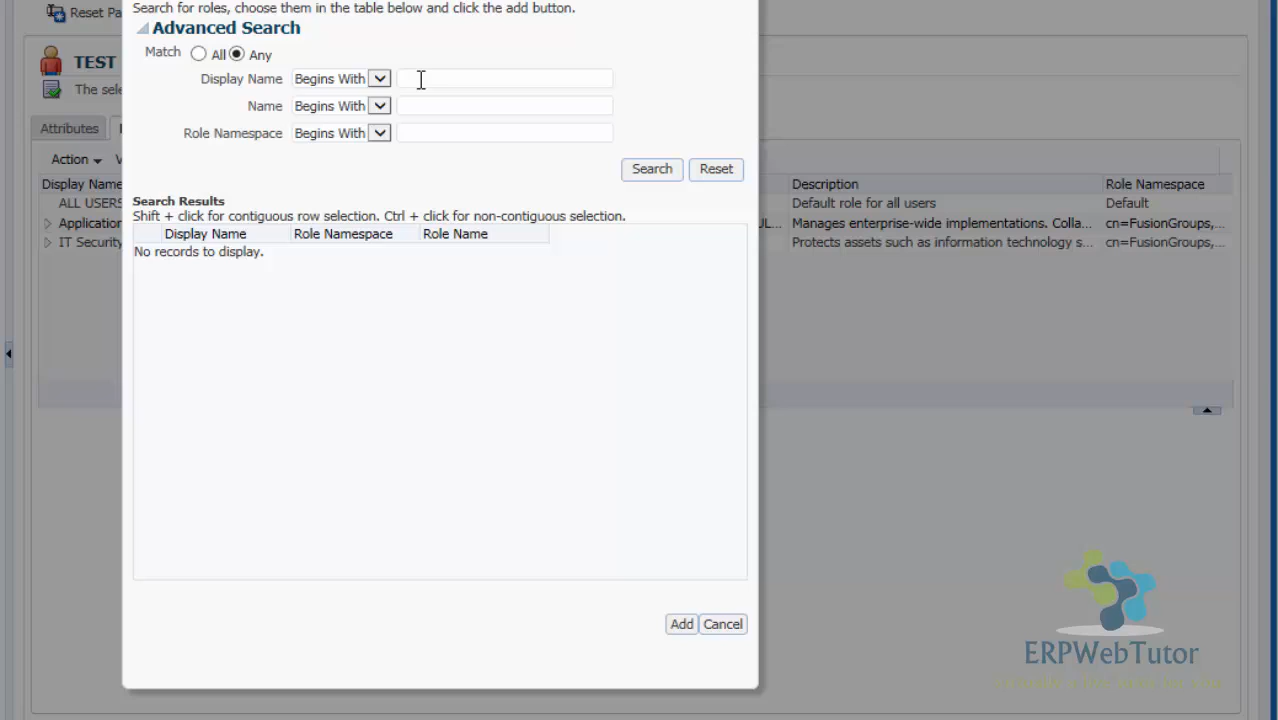 Search for roles, choose them in the table below and click the add button.
Reset Pa
Advanced Search
Match All Any
TEST
Display Name Begins With
The sele
Name Begins With
Attributes
Role Namespace Begins With
Action
Search Reset
Display Name Description Role Namespace
ALL USERS Default role for all users Default
Search Results
Shift + click for contiguous row selection. Ctrl + click for non-contiguous selection.
Application UL... Manages enterprise-wide implementations. Colla... cn=FusionGroups,...
Display Name Role Namespace Role Name
IT Security Protects assets such as information technology s... cn=FusionGroups,...
No records to display.
Add Cancel
ERPWebTutor